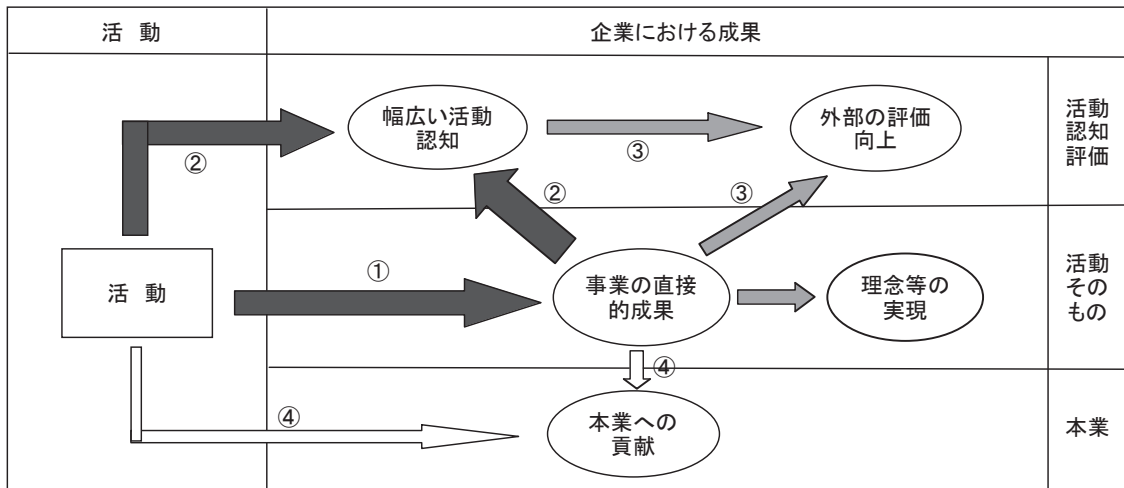 活 動
企業における成果
幅広い活動
認知
外部の評価
向上
活動
認知
評価
②
③
②
③
活 動
①
事業の直接
的成果
理念等の
実現
活動
その
もの
④
④
本業への
貢献
本業